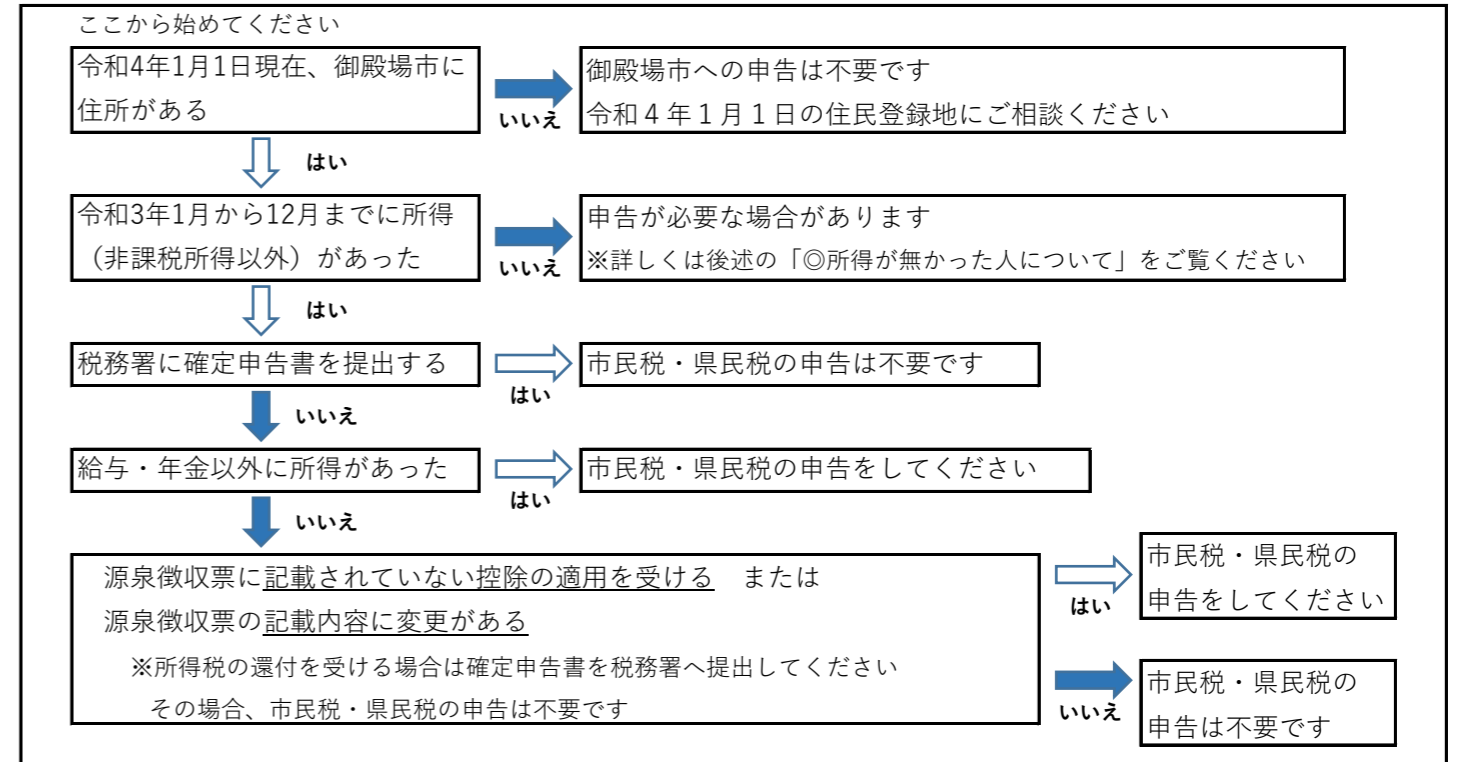 ここから始めてください
令和4年1月1日現在、御殿場市に
住所がある
いいえ
御殿場市への申告は不要です
令和４年１月１日の住民登録地にご相談ください
はい
令和3年1月から12月までに所得
（非課税所得以外）があった
いいえ
申告が必要な場合があります
※詳しくは後述の「◎所得が無かった人について」をご覧ください
はい
税務署に確定申告書を提出する
はい
市民税・県民税の申告は不要です
いいえ
給与・年金以外に所得があった
はい
市民税・県民税の申告をしてください
いいえ
源泉徴収票に記載されていない控除の適用を受ける　または
源泉徴収票の記載内容に変更がある
※所得税の還付を受ける場合は確定申告書を税務署へ提出してください
その場合、市民税・県民税の申告は不要です
はい
市民税・県民税の
申告をしてください
いいえ
市民税・県民税の
申告は不要です